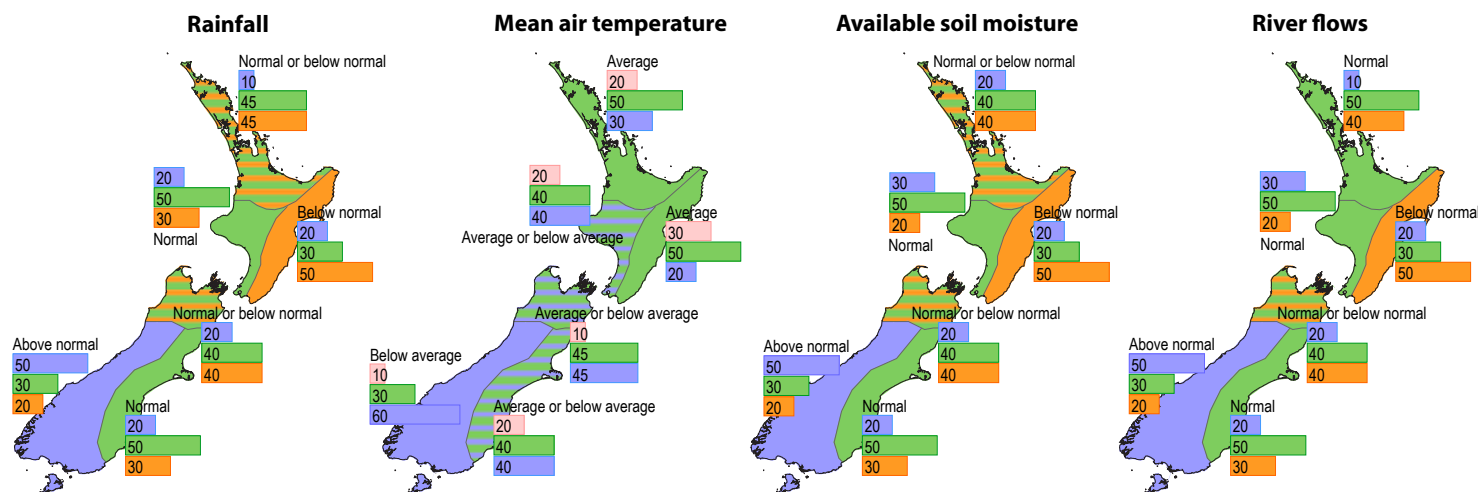 Rainfall
Normal or below normal
10
45
45
20
50
30
Normal
Below normal
20
30
50
Normal or below normal
20
40
40
Above normal
50
30
20
Normal
20
50
30
Mean air temperature
Average
20
50
30
20
40
40
Average or below average
Average
30
50
20
Average or below average
10
45
45
Below average
10
30
60
Average or below average
20
40
40
Available soil moisture
Normal or below normal
20
40
40
30
50
20
Normal
Below normal
20
30
50
Normal or below normal
20
40
40
Above normal
50
30
20
Normal
20
50
30
River flows
Normal
10
50
40
30
50
20
Normal
Below normal
20
30
50
Normal or below normal
20
40
40
Above normal
50
30
20
Normal
20
50
30